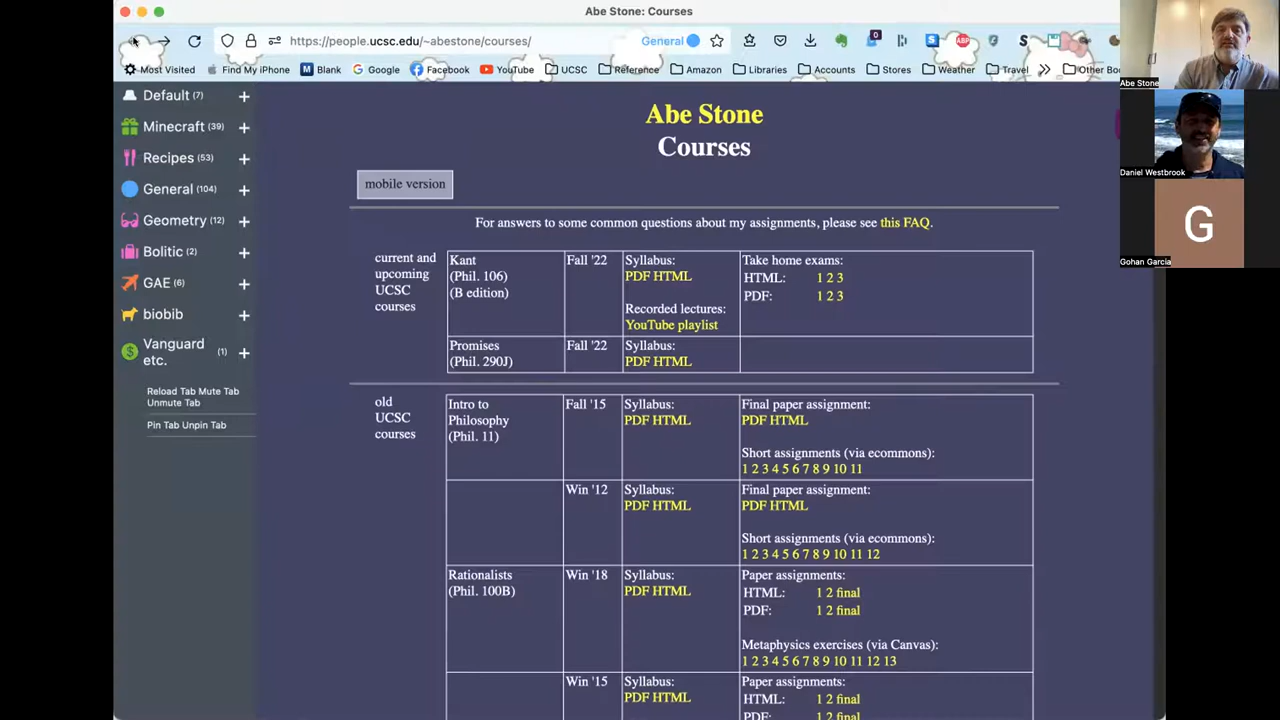 Abe Stone: Courses
https://people.ucsc.edu/~abestone/courses/
General
0
ABP
S
Most Visited
Find My iPhone
M Blank
Google
Facebook
YouTube
UCSC
Reference
Amazon
Libraries
Accounts
Stores
Weather
Travel
Other Bo
Default (7) +
Minecraft (39) +
Recipes (53) +
General (104) +
Geometry (12) +
Bolitic (2) +
GAE (6) +
biobib +
Vanguard
etc. (1) +
Reload Tab Mute Tab
Unmute Tab
Pin Tab Unpin Tab
Abe Stone
Courses
mobile version
For answers to some common questions about my assignments, please see this FAQ.
current and
upcoming
UCSC
courses
Kant
(Phil. 106)
(B edition)
Fall '22
Syllabus:
PDF HTML
Recorded lectures:
YouTube playlist
Take home exams:
HTML: 1 2 3
PDF: 1 2 3
Promises
(Phil. 290J)
Fall '22
Syllabus:
PDF HTML
old
UCSC
courses
Intro to
Philosophy
(Phil. 11)
Fall '15
Syllabus:
PDF HTML
Final paper assignment:
PDF HTML
Short assignments (via ecommons):
1 2 3 4 5 6 7 8 9 10 11
Win '12
Syllabus:
PDF HTML
Final paper assignment:
PDF HTML
Short assignments (via ecommons):
1 2 3 4 5 6 7 8 9 10 11 12
Rationalists
(Phil. 100B)
Win '18
Syllabus:
PDF HTML
Paper assignments:
HTML: 1 2 final
PDF: 1 2 final
Metaphysics exercises (via Canvas):
1 2 3 4 5 6 7 8 9 10 11 12 13
Win '15
Syllabus:
PDF HTML
Paper assignments:
HTML: 1 2 final
PDF: 1 2 final
Abe Stone
Daniel Westbrook
G
Gohan Garcia